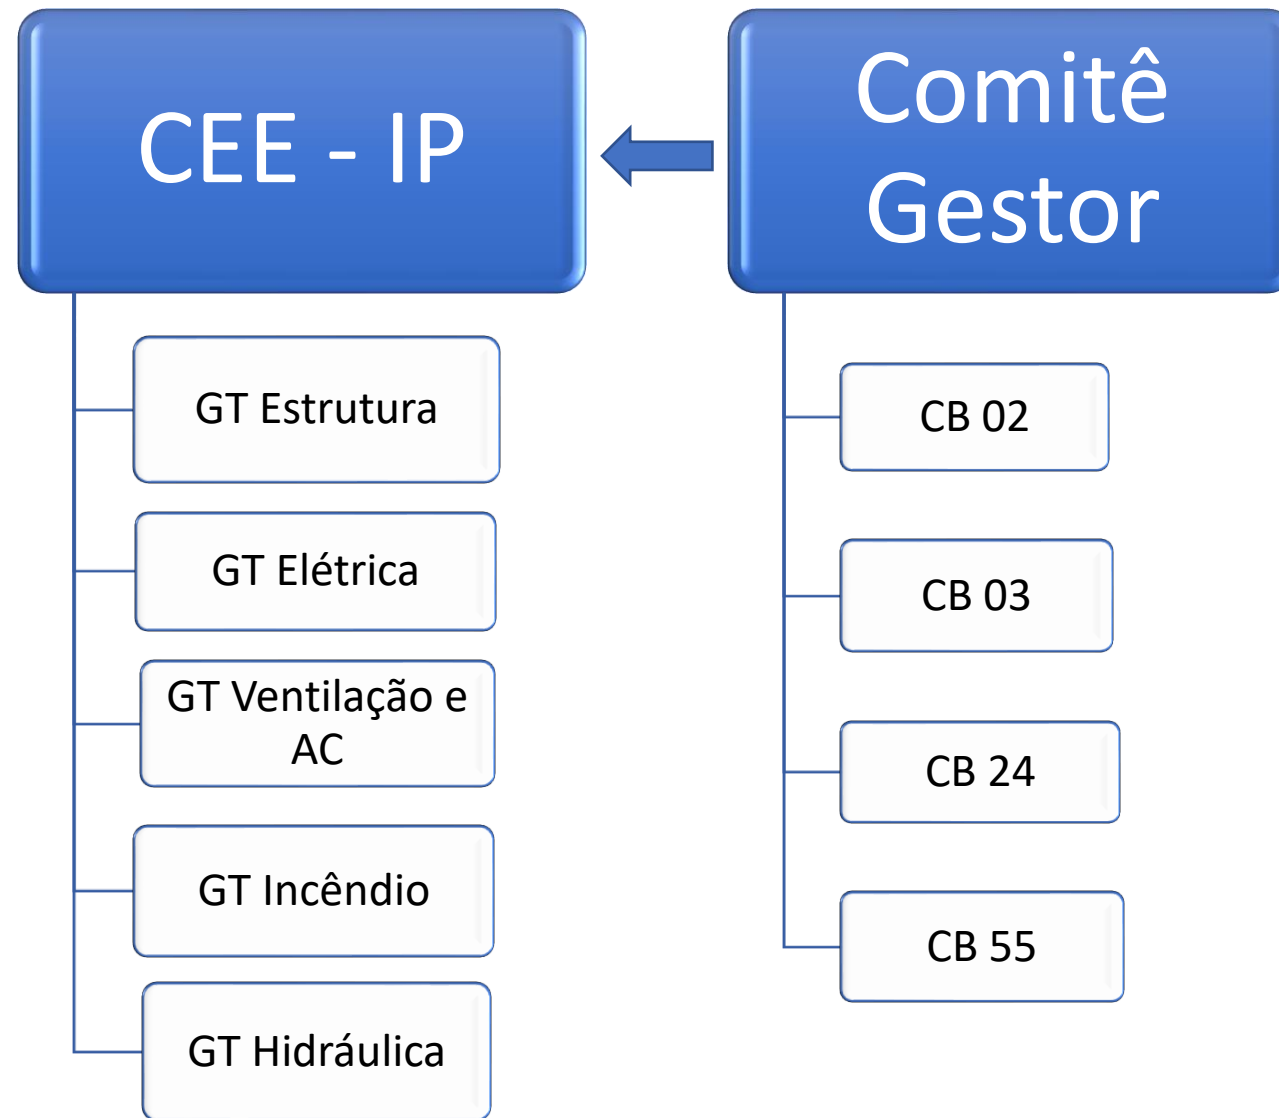 CEE - IP
GT Estrutura
GT Elétrica
GT Ventilação e
AC
GT Incêndio
GT Hidráulica
Comitê
Gestor
CB 02
CB 03
CB 24
CB 55